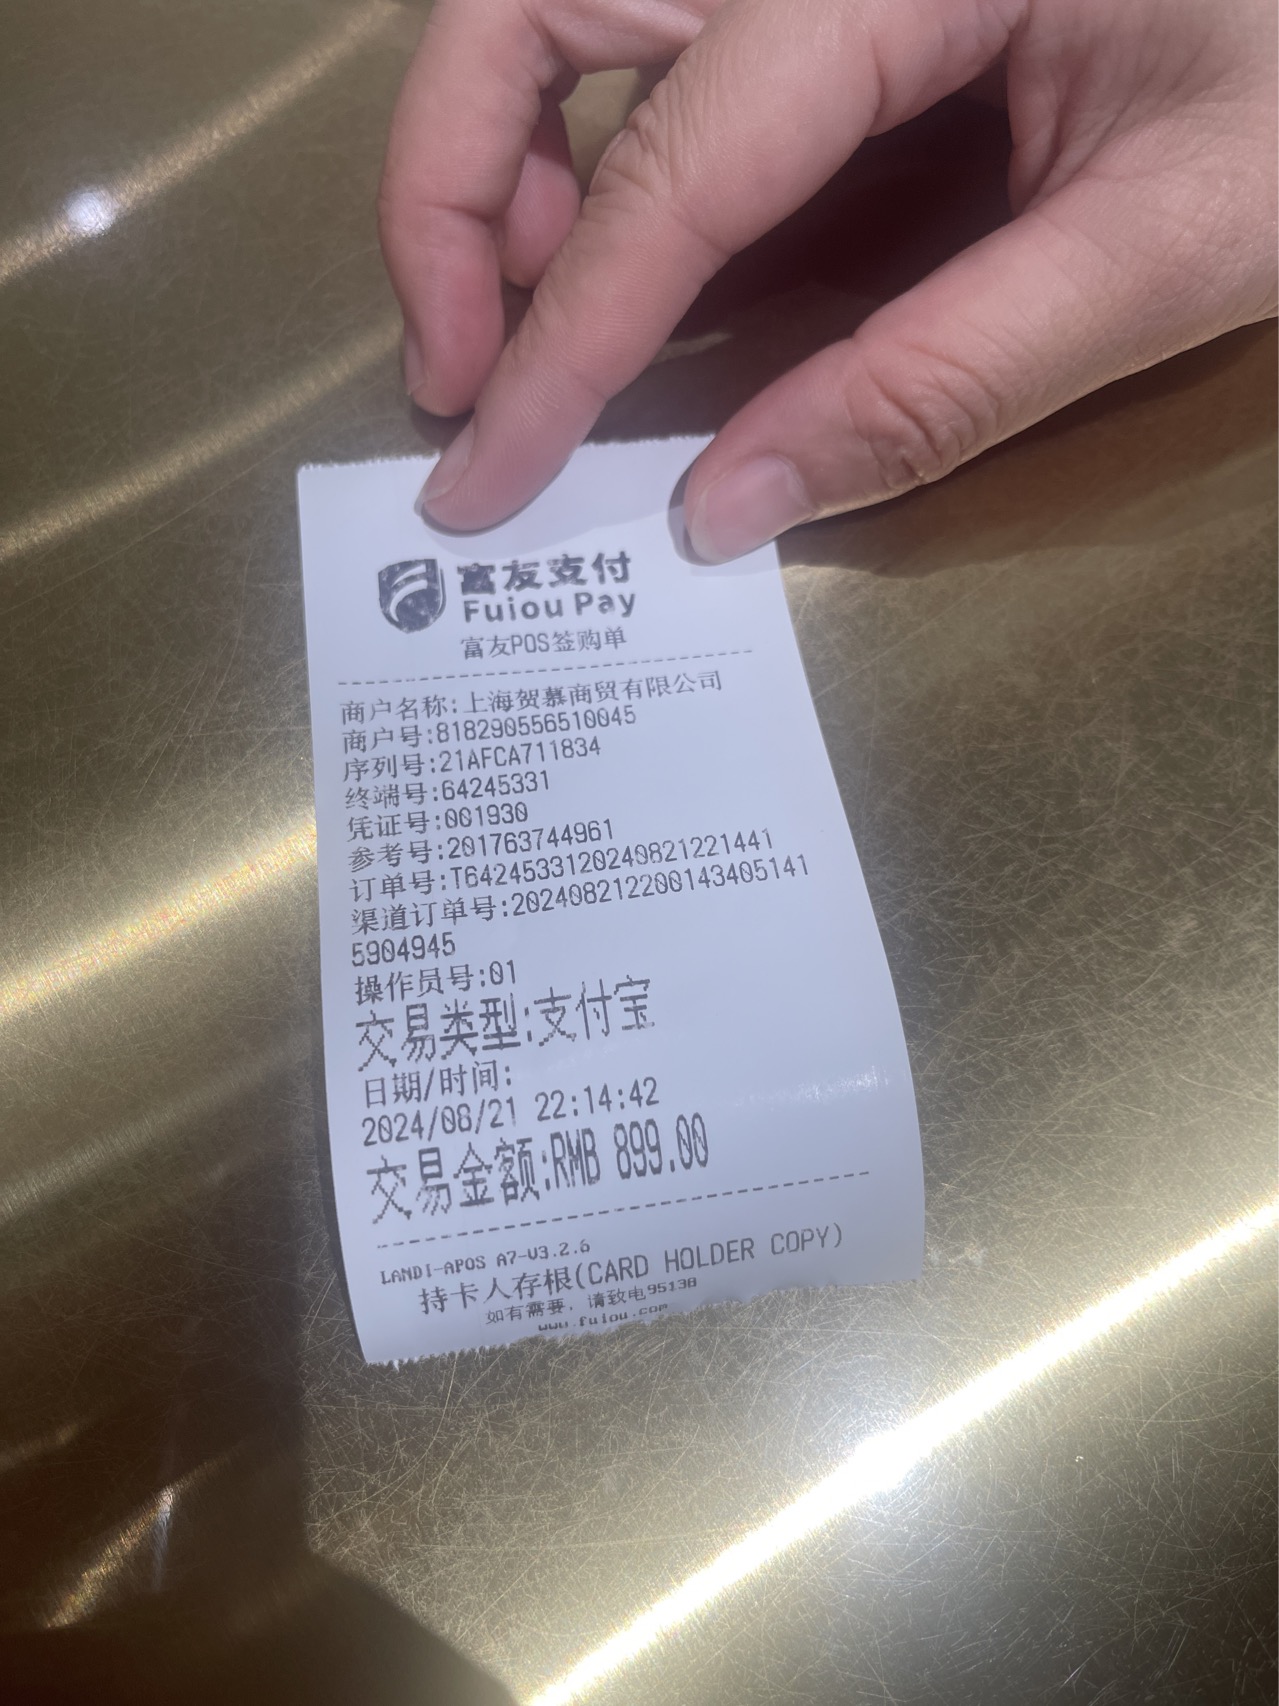 富友支付
Fuiou Pay
富友POS签购单
商户名称:上海贺慕商贸有限公司
商户号:818290556510045
序列号:21AFCA711834
终端号:64245331
凭证号:001930
参考号:201763744961
订单号:T6424533120240821221441
渠道订单号:2024082122001434051​41
5904945
操作员号:01
交易类型:支付宝
日期/时间:
2024/08/21 22:14:42
交易金额:RMB 899.00
LANDI-APOS A7-V3.2.6
持卡人存根(CARD HOLDER COPY)
如有需要，请致电95138
www.fuiou.com